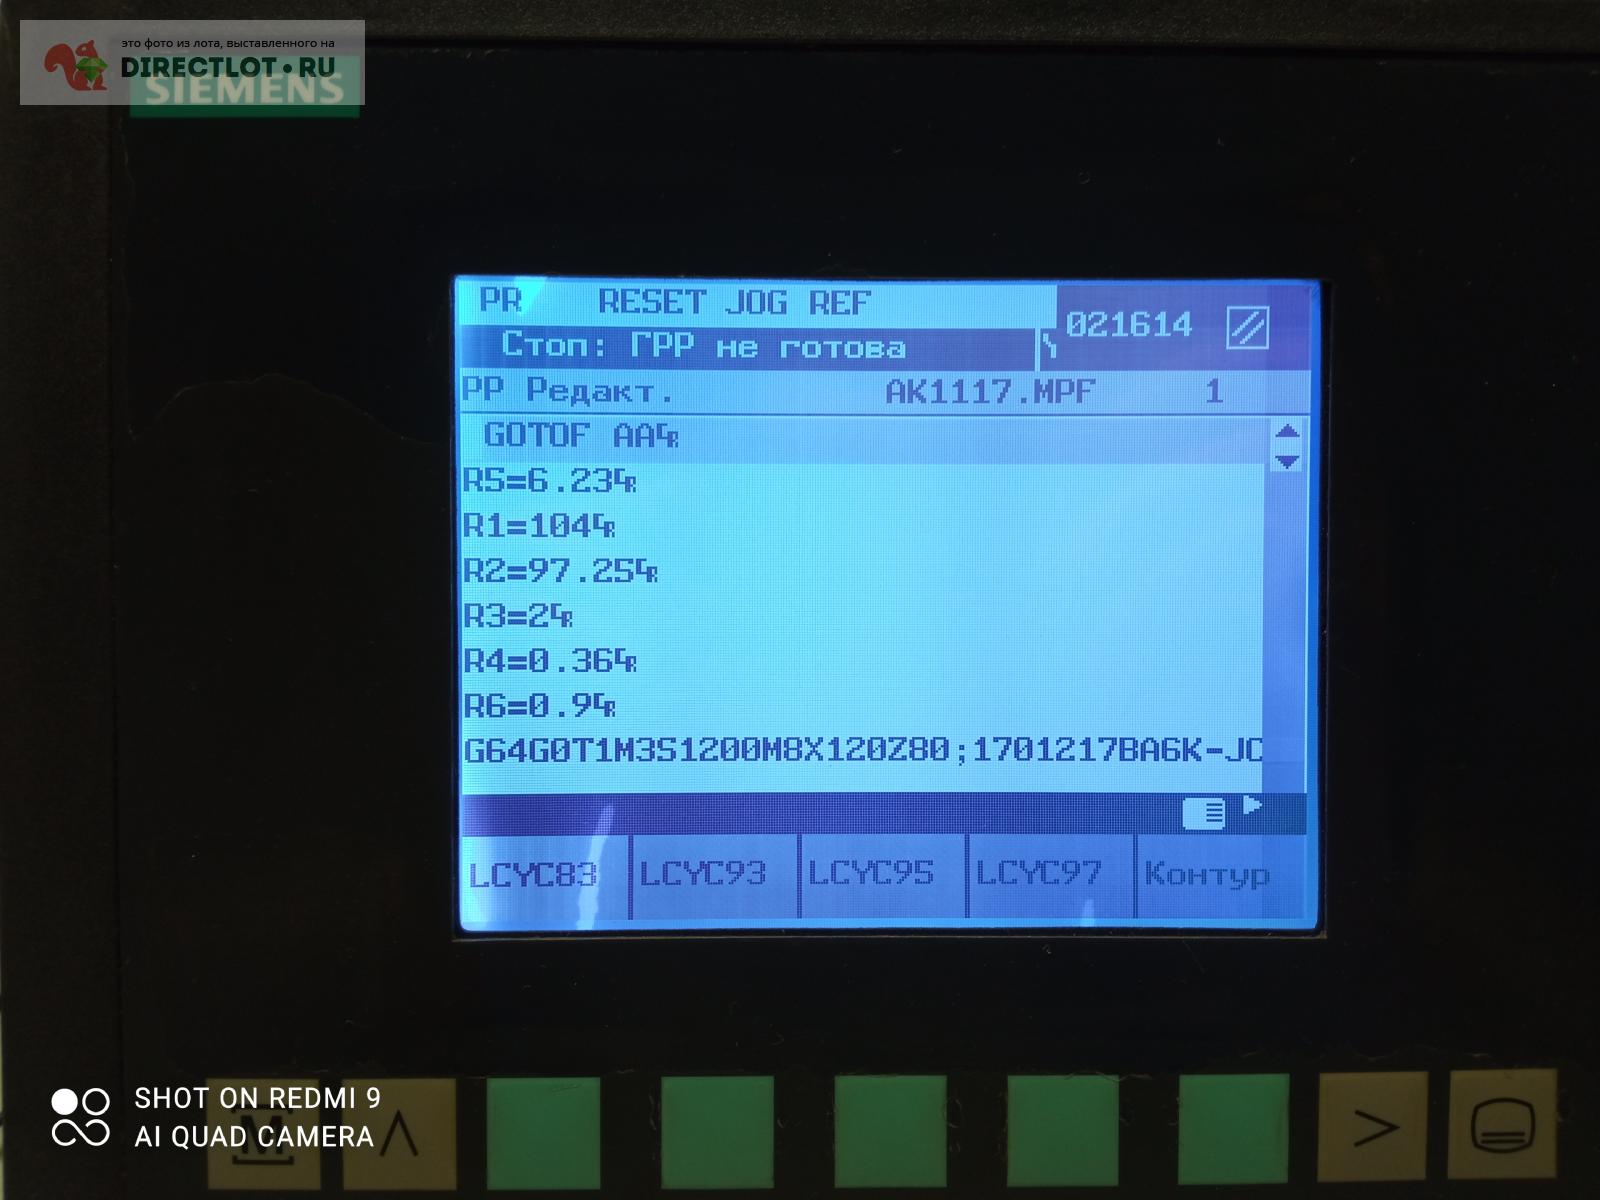 это фото из лота, выставленного на
DIRECTLOT•RU
SIEMENS
PR RESET JOG REF
021614
Стоп: ГРР не готова
PP Редакт. AK1117.MPF 1
GOTOF AA
R5=6.23
R1=104
R2=97.25
R3=2
R4=0.36
R6=0.9
G64G0T1M3S1200M8X120Z80;1701217BA6K-JC
LCYC83 LCYC93 LCYC95 LCYC97 Контур
SHOT ON REDMI 9
AI QUAD CAMERA
M